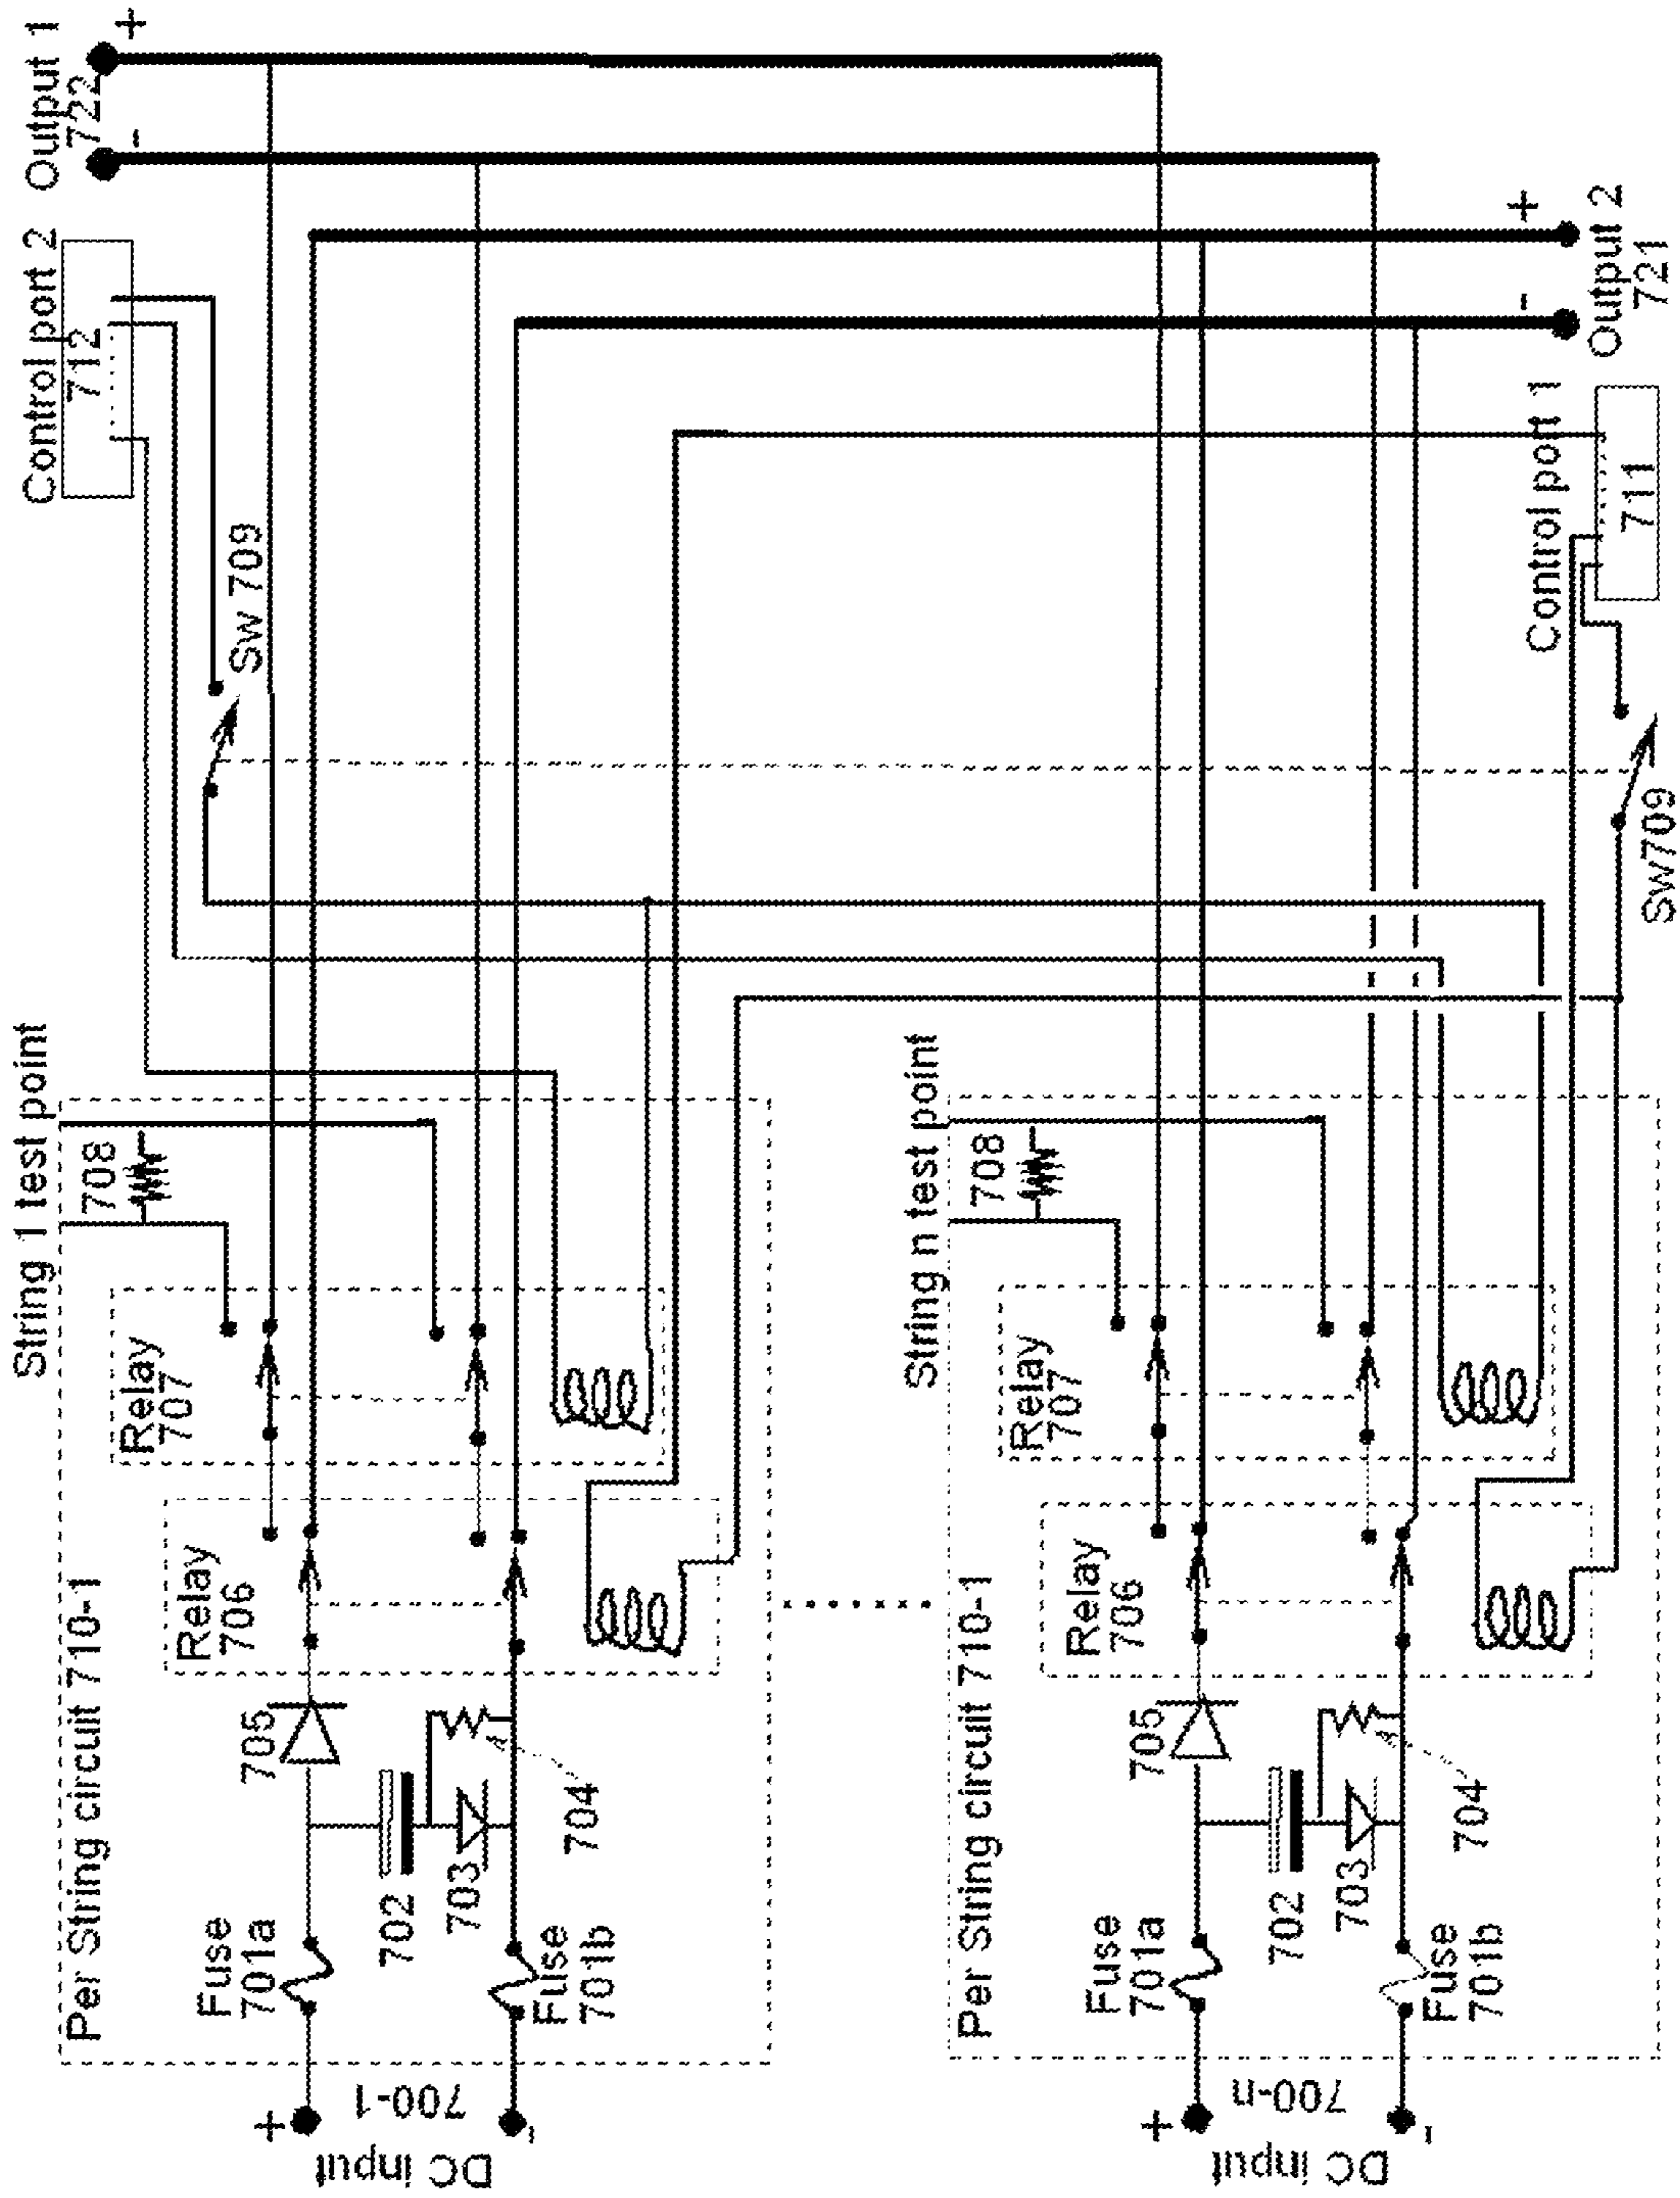 Output 1
722
+
-
Control port 2
712
Sw 709
String 1 test point
708
Relay
707
Relay
706
Per String circuit 710-1
705
704
703
702
Fuse
701a
Fuse
701b
+
-
700-1
DC input
String n test point
708
Relay
707
Relay
706
Per String circuit 710-1
705
704
703
702
Fuse
701a
Fuse
701b
+
-
700-n
DC input
+
-
Output 2
721
Control port 1
711
Sw709